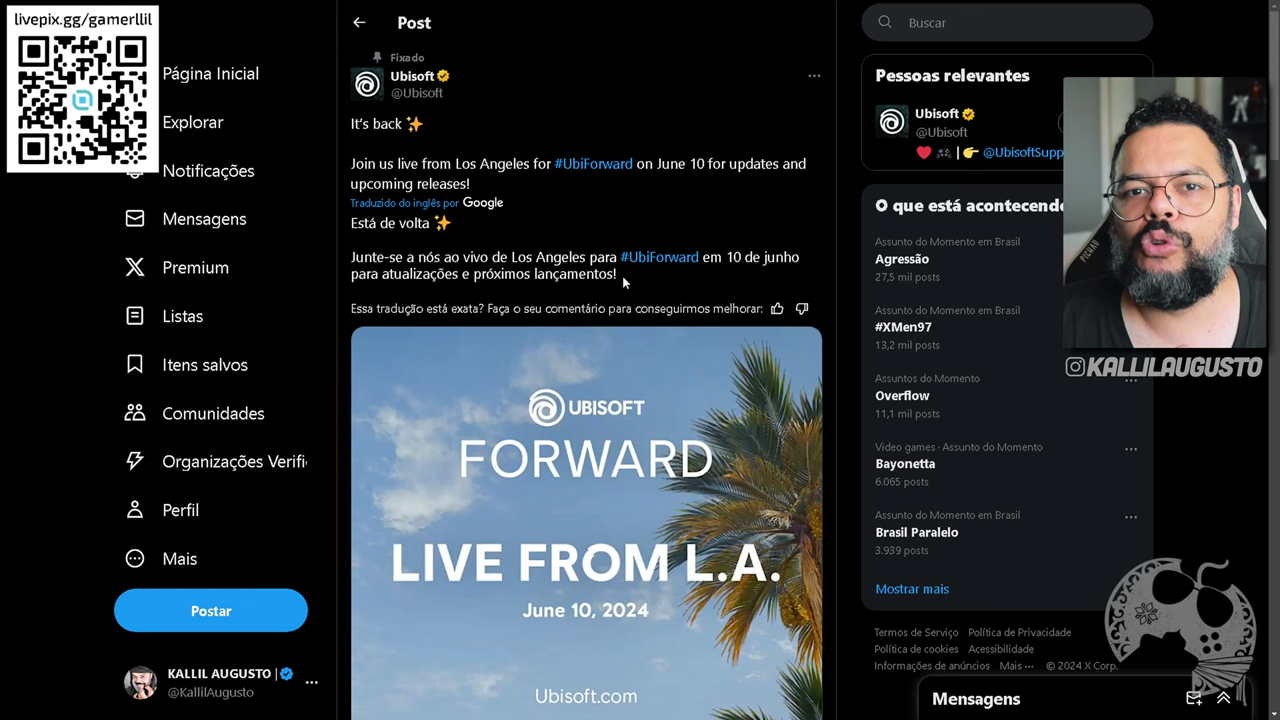 livepix.gg/gamerllil
Página Inicial
Explorar
Notificações
Mensagens
Premium
Listas
Itens salvos
Comunidades
Organizações Verifi
Perfil
Mais
Postar
KALLIL AUGUSTO |
@KallilAugusto
Post
Fixado
Ubisoft
@Ubisoft
It's back ✨
Join us live from Los Angeles for #UbiForward on June 10 for updates and
upcoming releases!
Traduzido do inglês por Google
Está de volta ✨
Junte-se a nós ao vivo de Los Angeles para #UbiForward em 10 de junho
para atualizações e próximos lançamentos!
Essa tradução está exata? Faça o seu comentário para conseguirmos melhorar:
UBISOFT
FORWARD
LIVE FROM L.A.
June 10, 2024
Ubisoft.com
Buscar
Pessoas relevantes
Ubisoft
@Ubisoft
❤️ 🎮 | 👉 @UbisoftSupp
PICHAU
@KALLILAUGUSTO
O que está acontecendo
Assunto do Momento em Brasil
Agressão
27,5 mil posts
Assunto do Momento em Brasil
#XMen97
13,2 mil posts
Assuntos do Momento
Overflow
11,1 mil posts
Video games · Assunto do Momento
Bayonetta
6.065 posts
Assunto do Momento em Brasil
Brasil Paralelo
3.939 posts
Mostrar mais
Termos de Serviço Política de Privacidade
Política de cookies Acessibilidade
Informações de anúncios Mais ··· © 2024 X Corp.
Mensagens